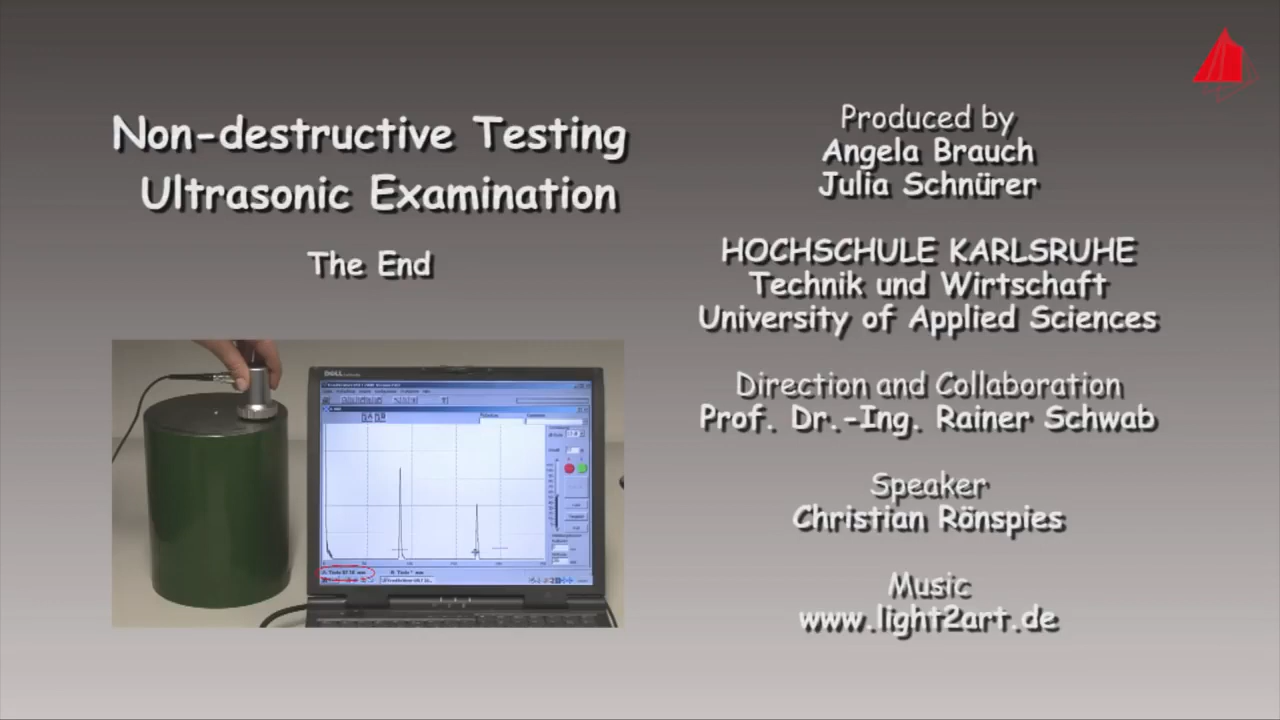 Non-destructive Testing
Ultrasonic Examination
The End
DELL
Produced by
Angela Brauch
Julia Schnürer
HOCHSCHULE KARLSRUHE
Technik und Wirtschaft
University of Applied Sciences
Direction and Collaboration
Prof. Dr.-Ing. Rainer Schwab
Speaker
Christian Rönspies
Music
www.light2art.de